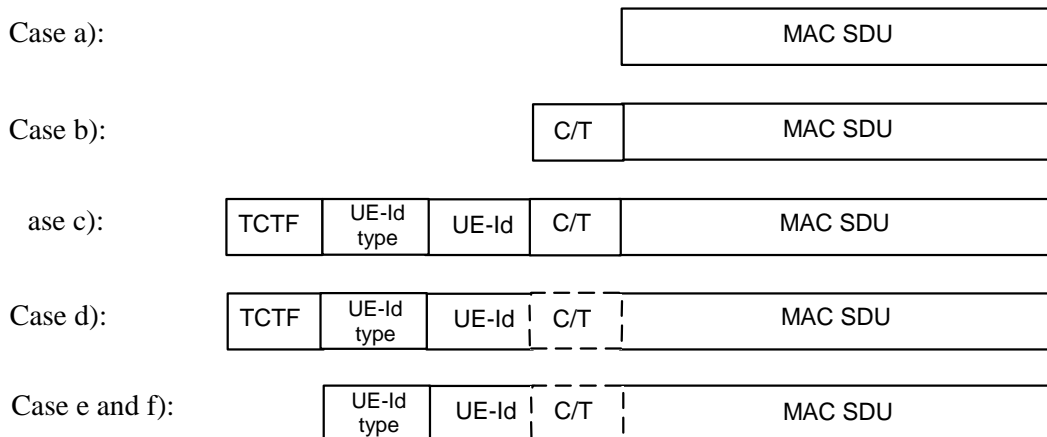 Case a): MAC SDU
Case b): C/T MAC SDU
ase c): TCTF UE-Id type UE-Id C/T MAC SDU
Case d): TCTF UE-Id type UE-Id C/T MAC SDU
Case e and f): UE-Id type UE-Id C/T MAC SDU